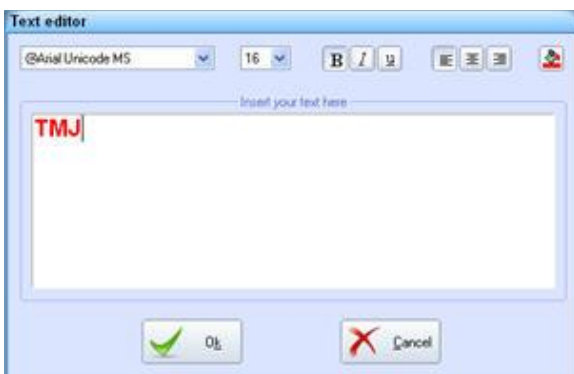 Text editor
@Arial Unicode MS 16 B I u
Insert your text here
TMJ
Ok Cancel